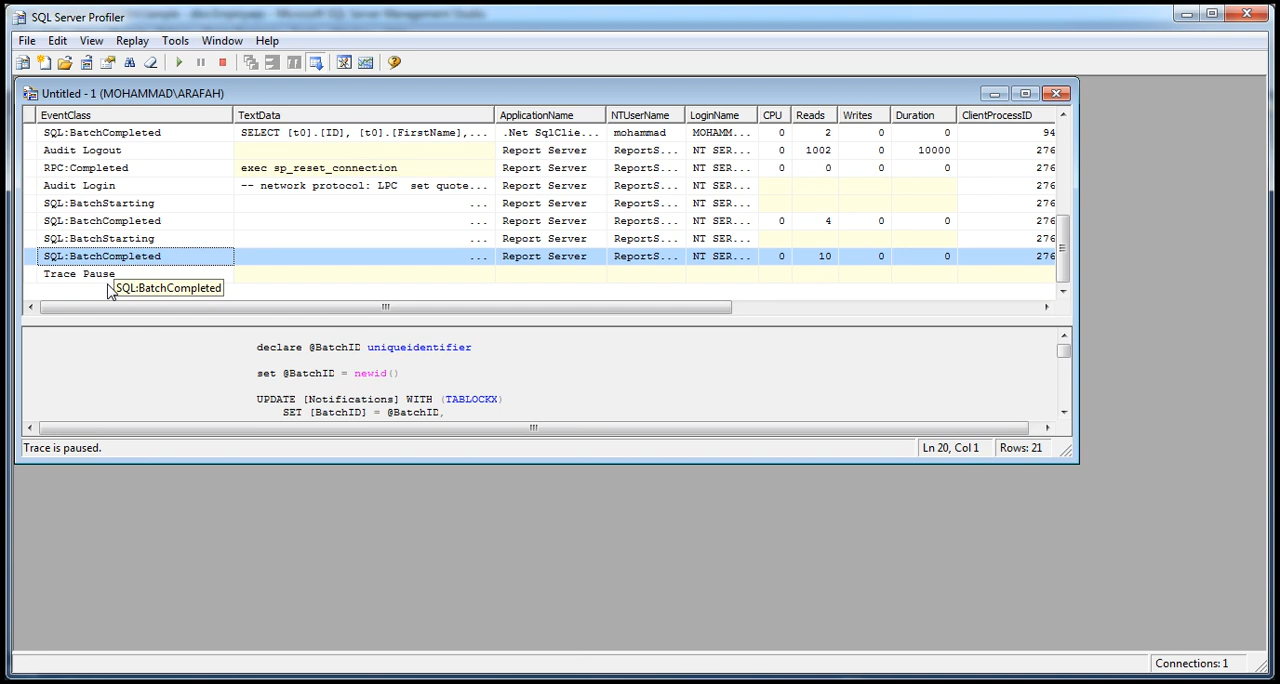 SQL Server Profiler
File Edit View Replay Tools Window Help
Untitled - 1 (MOHAMMAD\ARAFAH)
EventClass TextData ApplicationName NTUserName LoginName CPU Reads Writes Duration ClientProcessID
SQL:BatchCompleted SELECT [t0].[ID], [t0].[FirstName],... .Net SqlClie... mohammad MOHAMM... 0 2 0 0 94
Audit Logout Report Server ReportS... NT SER... 0 1002 0 10000 276
RPC:Completed exec sp_reset_connection Report Server ReportS... NT SER... 0 0 0 0 276
Audit Login -- network protocol: LPC set quote... Report Server ReportS... NT SER... 276
SQL:BatchStarting ... Report Server ReportS... NT SER... 276
SQL:BatchCompleted ... Report Server ReportS... NT SER... 0 4 0 0 276
SQL:BatchStarting ... Report Server ReportS... NT SER... 276
SQL:BatchCompleted ... Report Server ReportS... NT SER... 0 10 0 0 276
Trace Pause
SQL:BatchCompleted
declare @BatchID uniqueidentifier
set @BatchID = newid()
UPDATE [Notifications] WITH (TABLOCKX)
SET [BatchID] = @BatchID,
Trace is paused. Ln 20, Col 1 Rows: 21
Connections: 1